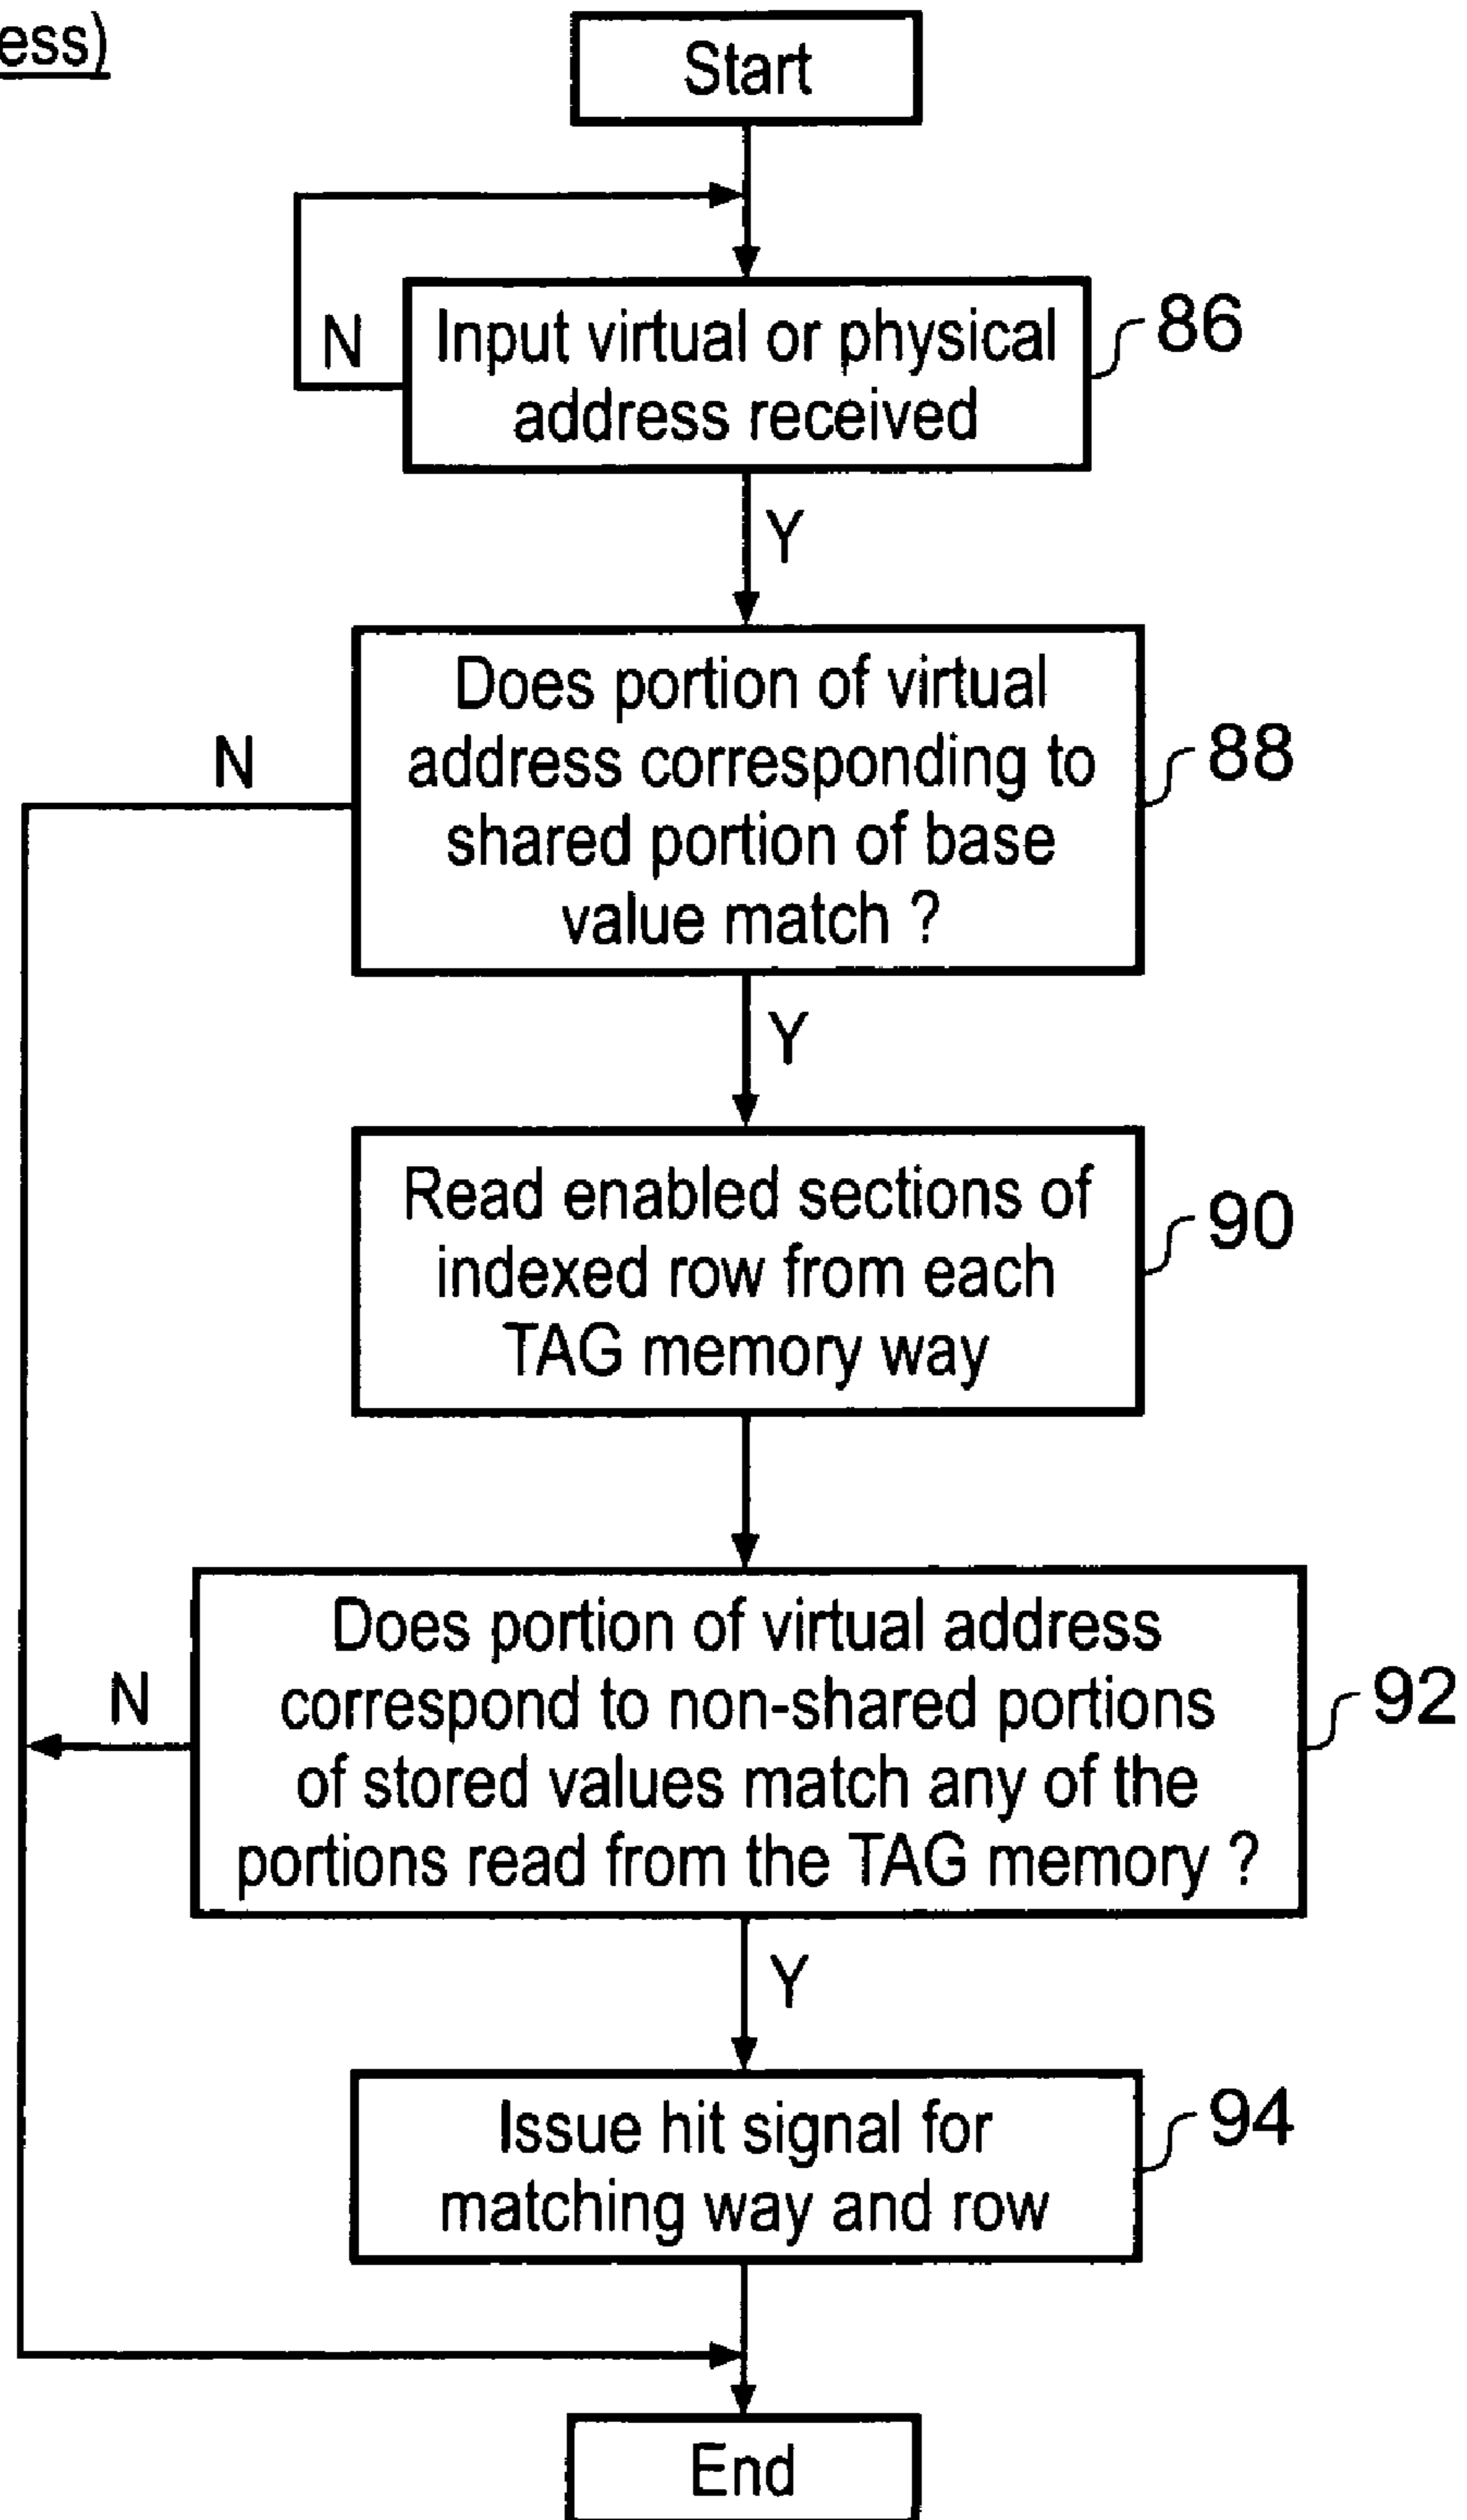 Start
N
Input virtual or physical
address received
86
Y
Does portion of virtual
address corresponding to
shared portion of base
value match ?
88
N
Y
Read enabled sections of
indexed row from each
TAG memory way
90
Does portion of virtual address
correspond to non-shared portions
of stored values match any of the
portions read from the TAG memory ?
92
N
Y
Issue hit signal for
matching way and row
94
End